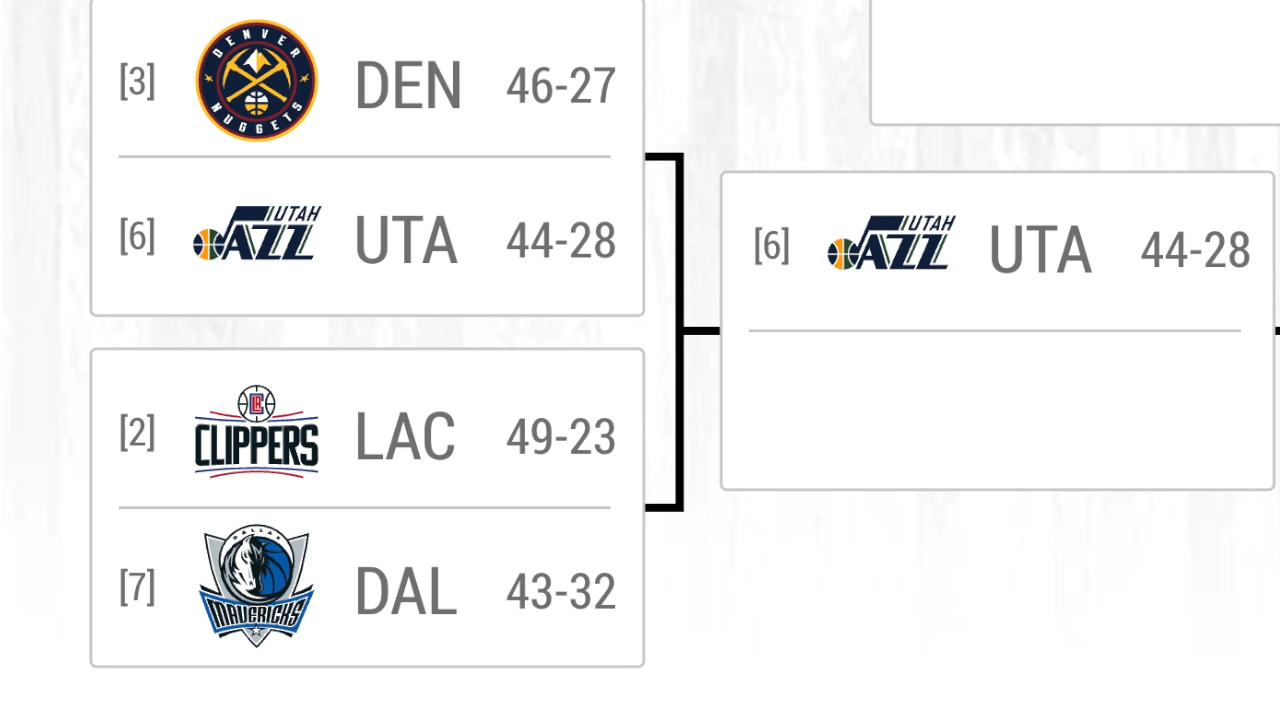 [3] DENVER NUGGETS DEN 46-27
[6] UTAH JAZZ UTA 44-28
[2] LAC CLIPPERS LAC 49-23
[7] DALLAS MAVERICKS DAL 43-32
[6] UTAH JAZZ UTA 44-28